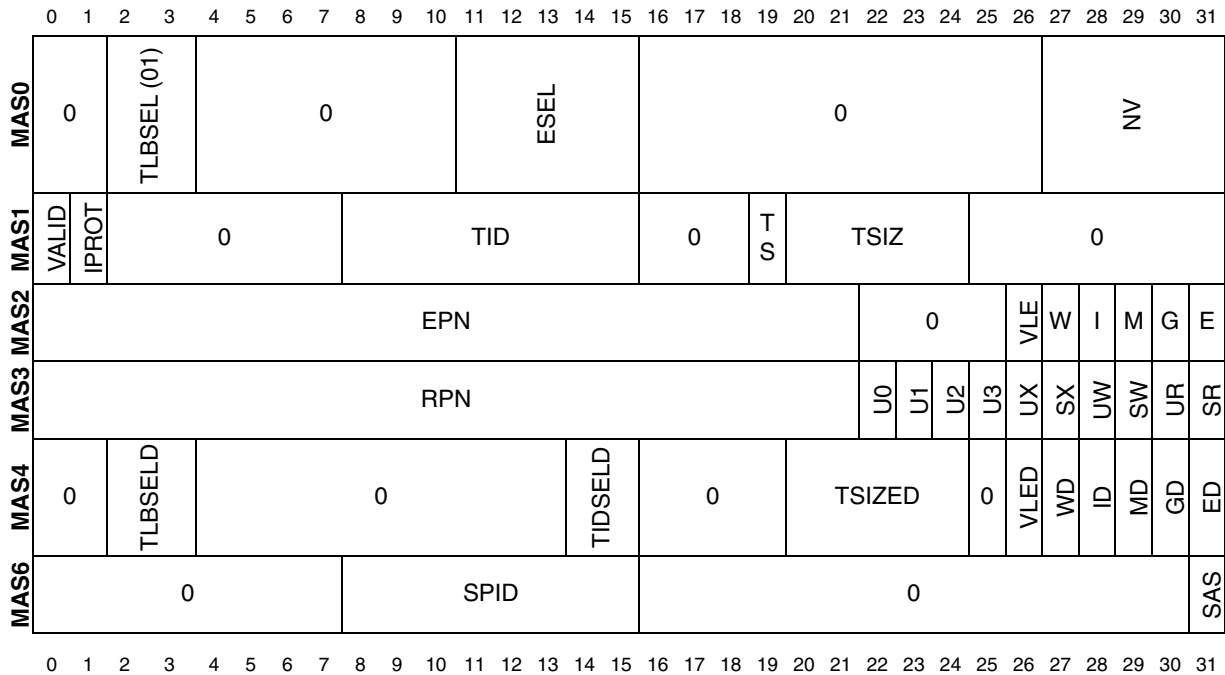 0 1 2 3 4 5 6 7 8 9 10 11 12 13 14 15 16 17 18 19 20 21 22 23 24 25 26 27 28 29 30 31
MAS0 0 TLBSEL (01) 0 ESEL 0 NV
MAS1 VALID IPROT 0 TID 0 TS TSIZ 0
MAS2 EPN 0 VLE W I M G E
MAS3 RPN U0 U1 U2 U3 UX SX UW SW UR SR
MAS4 0 TLBSELD 0 TIDSELD 0 TSIZED 0 VLED WD ID MD GD ED
MAS6 0 SPID 0 SAS
0 1 2 3 4 5 6 7 8 9 10 11 12 13 14 15 16 17 18 19 20 21 22 23 24 25 26 27 28 29 30 31